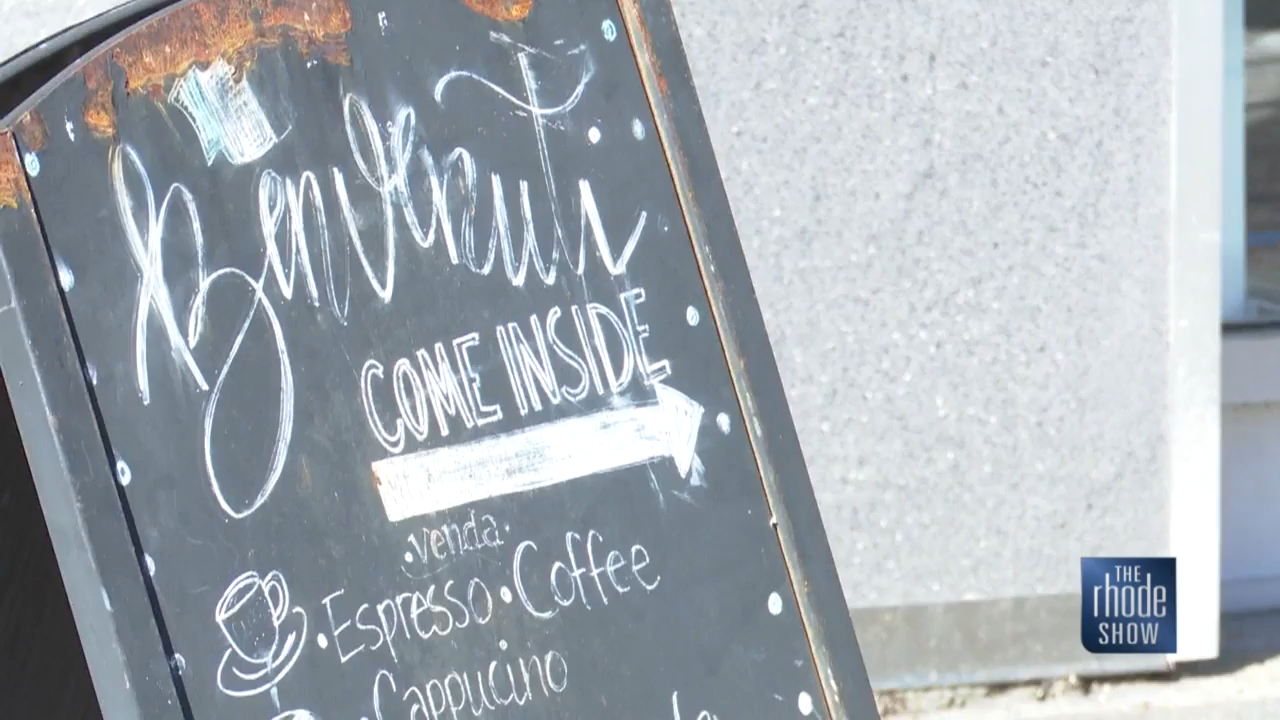 Benvenuti
COME INSIDE
.venda.
•Espresso•Coffee
Cappucino
THE
rhode
SHOW